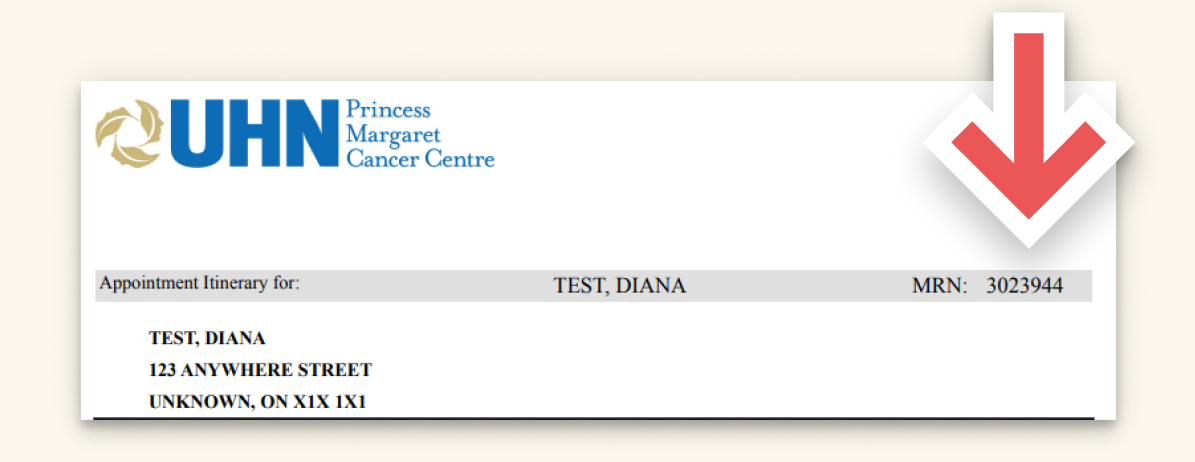 UHN Princess
Margaret
Cancer Centre
Appointment Itinerary for: TEST, DIANA MRN: 3023944
TEST, DIANA
123 ANYWHERE STREET
UNKNOWN, ON X1X 1X1